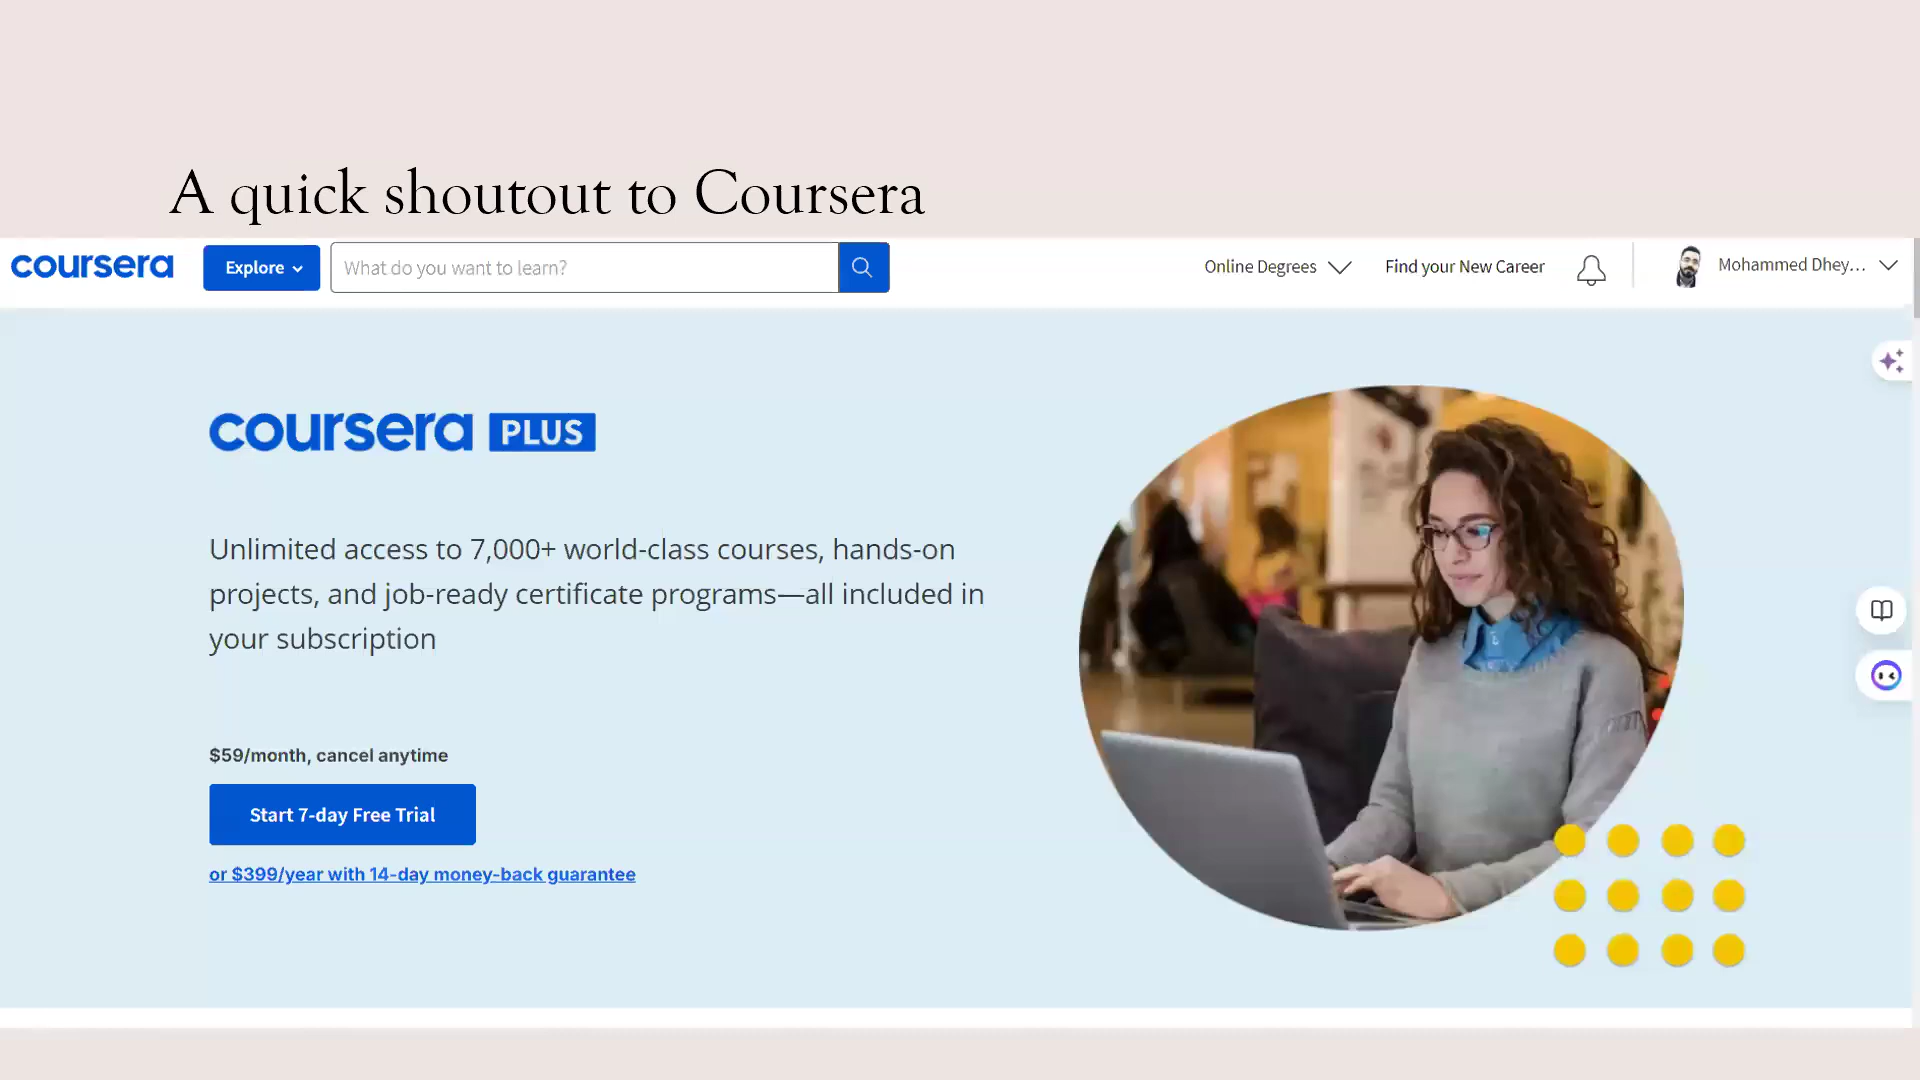 A quick shoutout to Coursera
coursera
Explore
What do you want to learn?
Online Degrees
Find your New Career
Mohammed Dhey...
coursera PLUS
Unlimited access to 7,000+ world-class courses, hands-on
projects, and job-ready certificate programs—all included in
your subscription
$59/month, cancel anytime
Start 7-day Free Trial
or $399/year with 14-day money-back guarantee